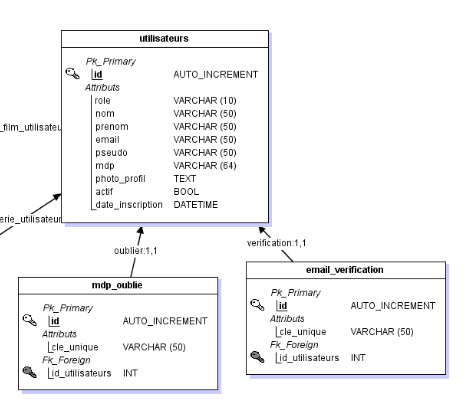 utilisateurs
Pk_Primary
id AUTO_INCREMENT
Attributs
role VARCHAR (10)
nom VARCHAR (50)
prenom VARCHAR (50)
email VARCHAR (50)
pseudo VARCHAR (50)
mdp VARCHAR (64)
photo_profil TEXT
actif BOOL
date_inscription DATETIME
_film_utilisateu
erie_utilisateur
oublier:1,1
verification:1,1
mdp_oublie
Pk_Primary
id AUTO_INCREMENT
Attributs
cle_unique VARCHAR (50)
Fk_Foreign
id_utilisateurs INT
email_verification
Pk_Primary
id AUTO_INCREMENT
Attributs
cle_unique VARCHAR (50)
Fk_Foreign
id_utilisateurs INT